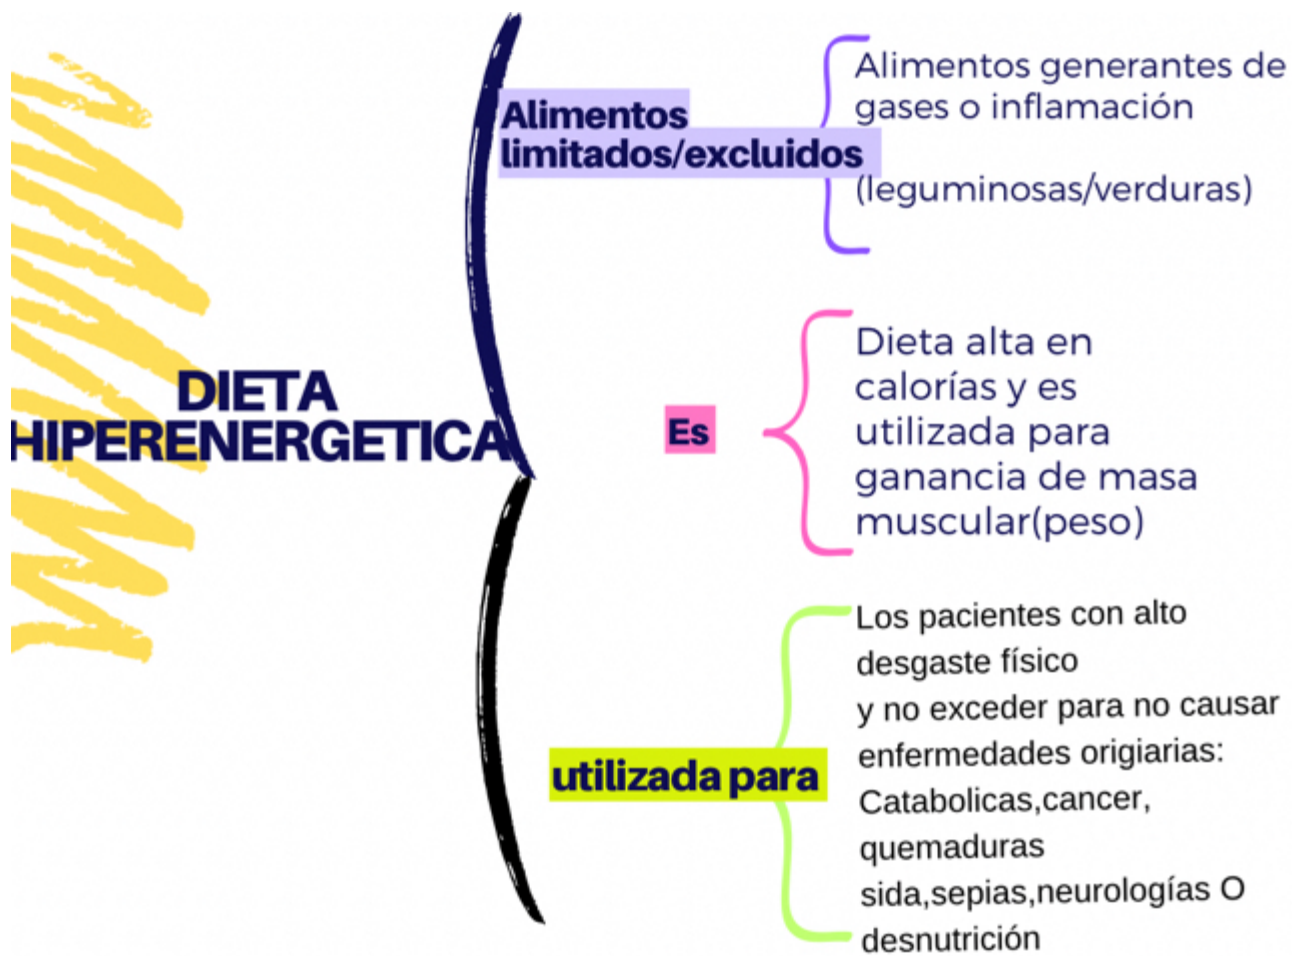 DIETA
HIPERENERGETICA
Alimentos
limitados/excluidos
Alimentos generantes de
gases o inflamación
(leguminosas/verduras)
Es
Dieta alta en
calorías y es
utilizada para
ganancia de masa
muscular(peso)
utilizada para
Los pacientes con alto
desgaste físico
y no exceder para no causar
enfermedades origiarias:
Catabolicas,cancer,
quemaduras
sida,sepias,neurologías O
desnutrición